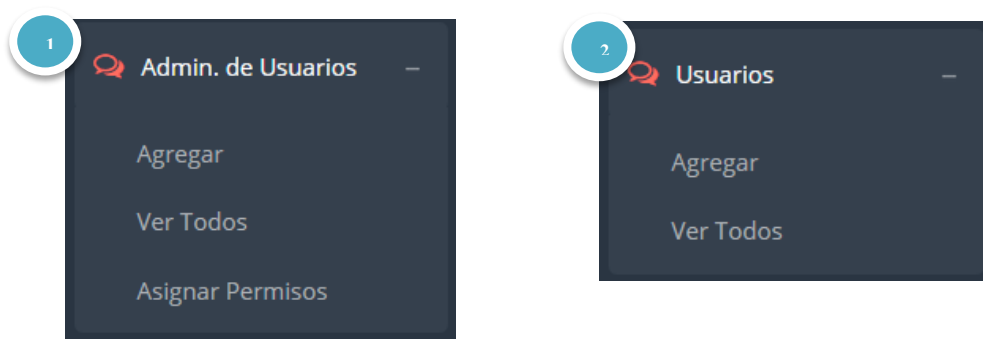 1
Admin. de Usuarios
Agregar
Ver Todos
Asignar Permisos
2
Usuarios
Agregar
Ver Todos